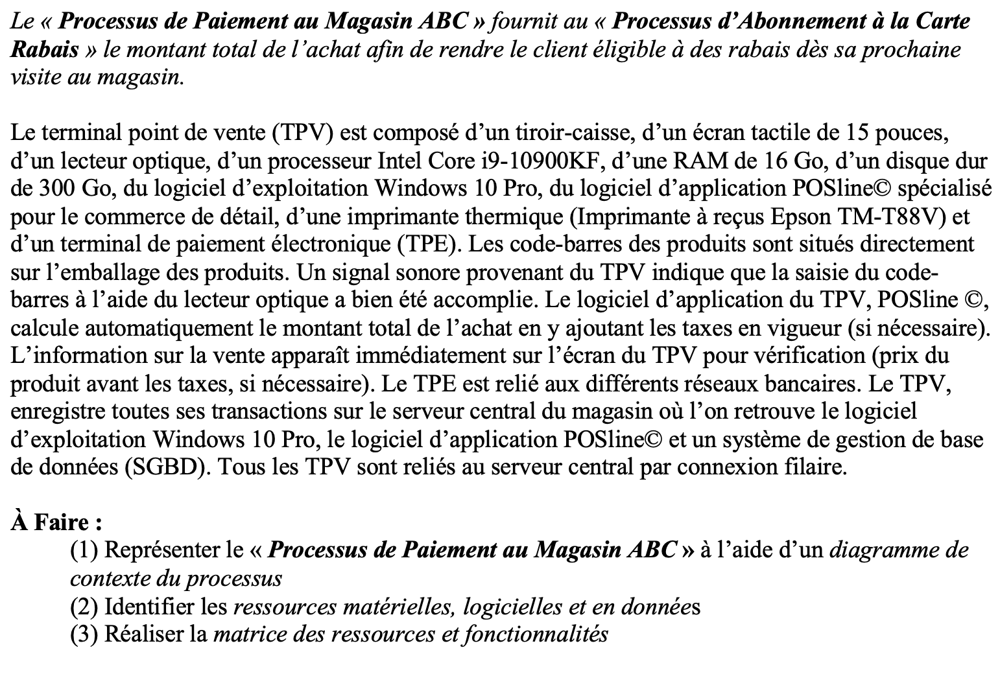 Le « Processus de Paiement au Magasin ABC » fournit au « Processus d’Abonnement à la Carte
Rabais » le montant total de l’achat afin de rendre le client éligible à des rabais dès sa prochaine
visite au magasin.
Le terminal point de vente (TPV) est composé d’un tiroir-caisse, d’un écran tactile de 15 pouces,
d’un lecteur optique, d’un processeur Intel Core i9-10900KF, d’une RAM de 16 Go, d’un disque dur
de 300 Go, du logiciel d’exploitation Windows 10 Pro, du logiciel d’application POSline© spécialisé
pour le commerce de détail, d’une imprimante thermique (Imprimante à reçus Epson TM-T88V) et
d’un terminal de paiement électronique (TPE). Les code-barres des produits sont situés directement
sur l’emballage des produits. Un signal sonore provenant du TPV indique que la saisie du code-
barres à l’aide du lecteur optique a bien été accomplie. Le logiciel d’application du TPV, POSline ©,
calcule automatiquement le montant total de l’achat en y ajoutant les taxes en vigueur (si nécessaire).
L’information sur la vente apparaît immédiatement sur l’écran du TPV pour vérification (prix du
produit avant les taxes, si nécessaire). Le TPE est relié aux différents réseaux bancaires. Le TPV,
enregistre toutes ses transactions sur le serveur central du magasin où l’on retrouve le logiciel
d’exploitation Windows 10 Pro, le logiciel d’application POSline© et un système de gestion de base
de données (SGBD). Tous les TPV sont reliés au serveur central par connexion filaire.
À Faire :
(1) Représenter le « Processus de Paiement au Magasin ABC » à l’aide d’un diagramme de
contexte du processus
(2) Identifier les ressources matérielles, logicielles et en données
(3) Réaliser la matrice des ressources et fonctionnalités